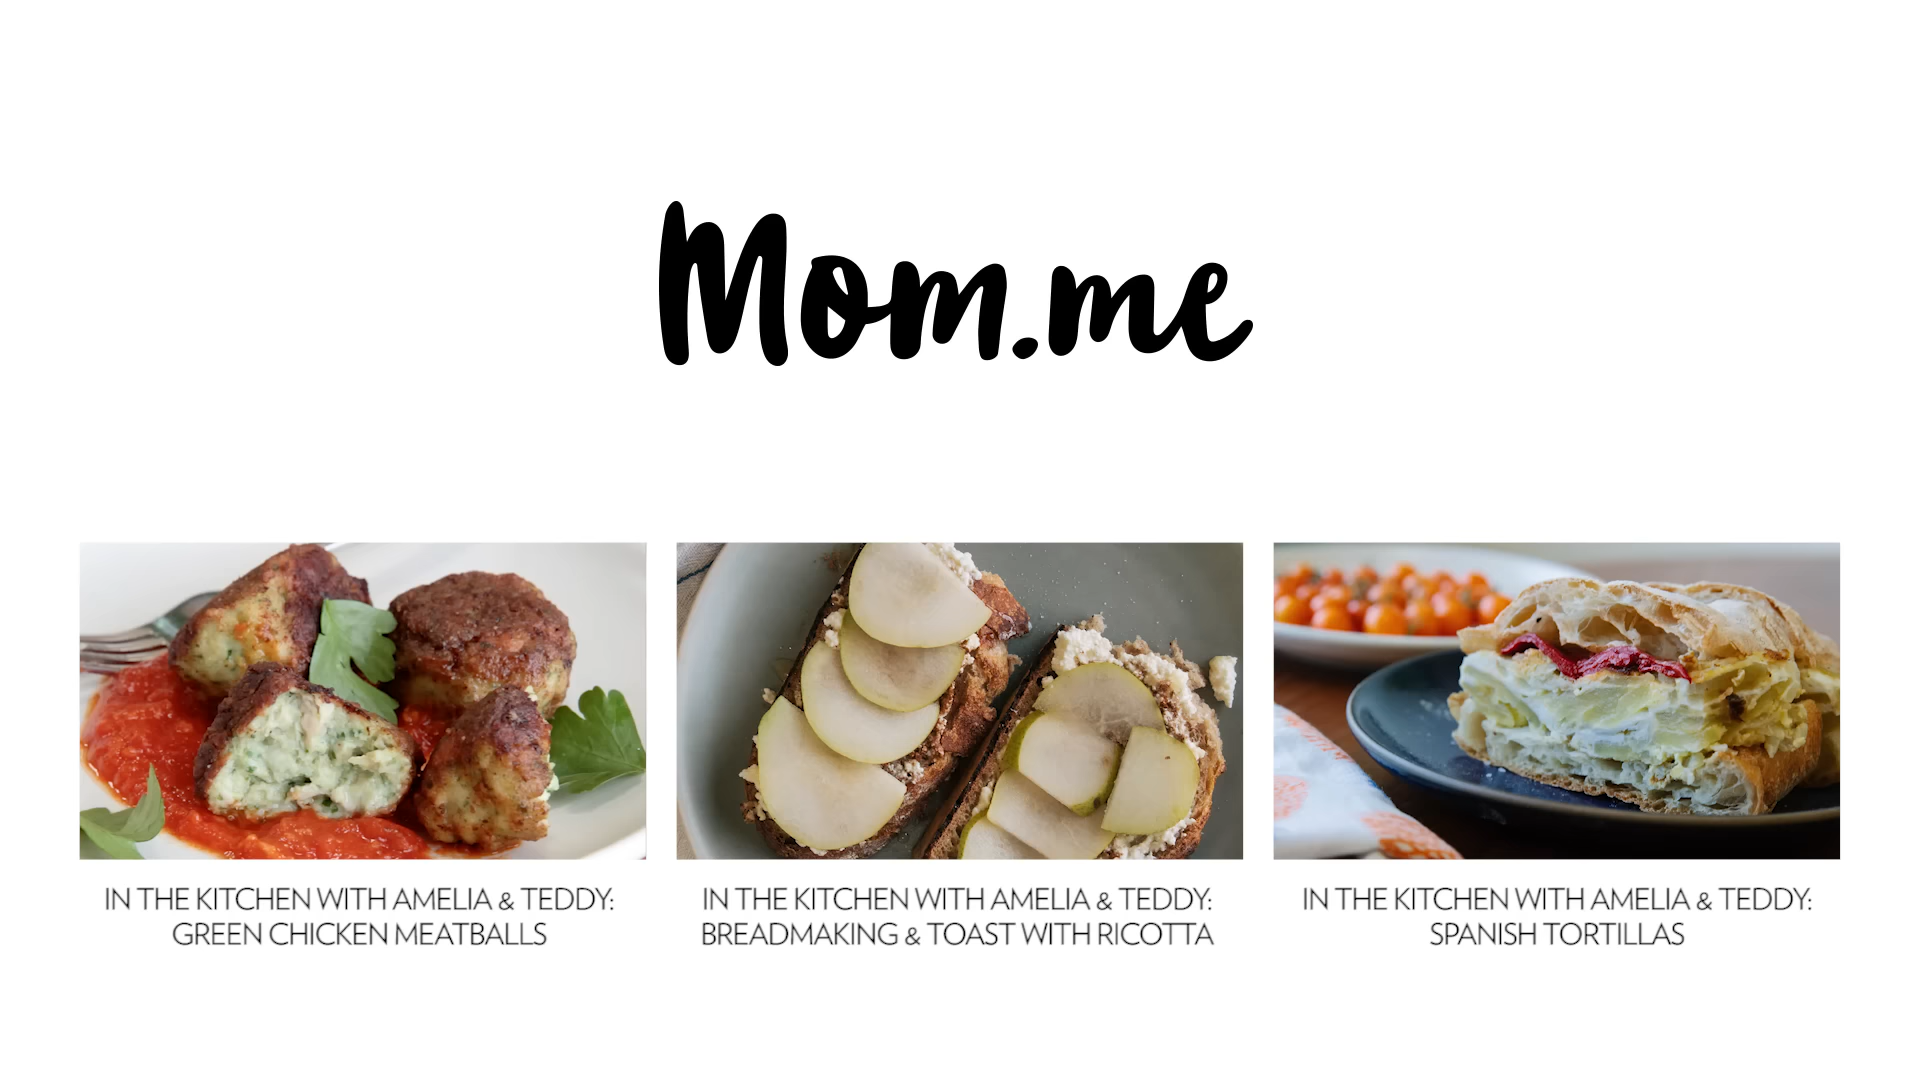 Mom.me
IN THE KITCHEN WITH AMELIA & TEDDY:
GREEN CHICKEN MEATBALLS
IN THE KITCHEN WITH AMELIA & TEDDY:
BREADMAKING & TOAST WITH RICOTTA
IN THE KITCHEN WITH AMELIA & TEDDY:
SPANISH TORTILLAS